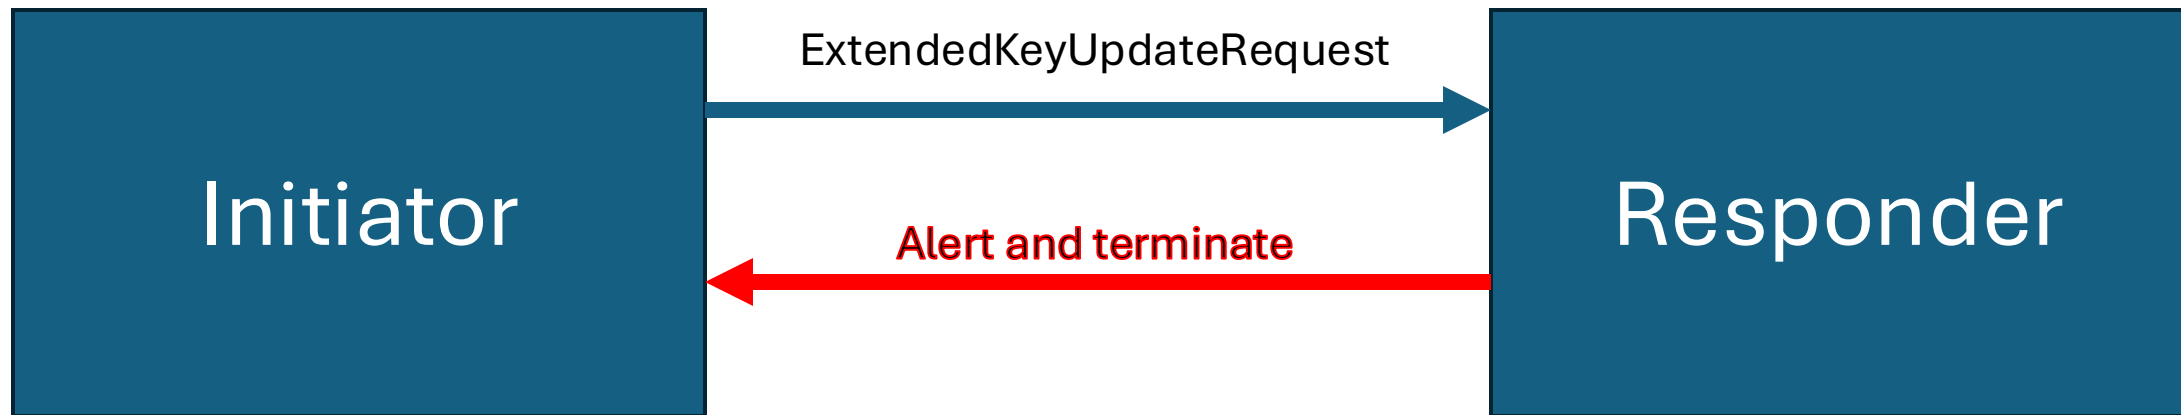 ExtendedKeyUpdateRequest
Initiator
Alert and terminate
Responder